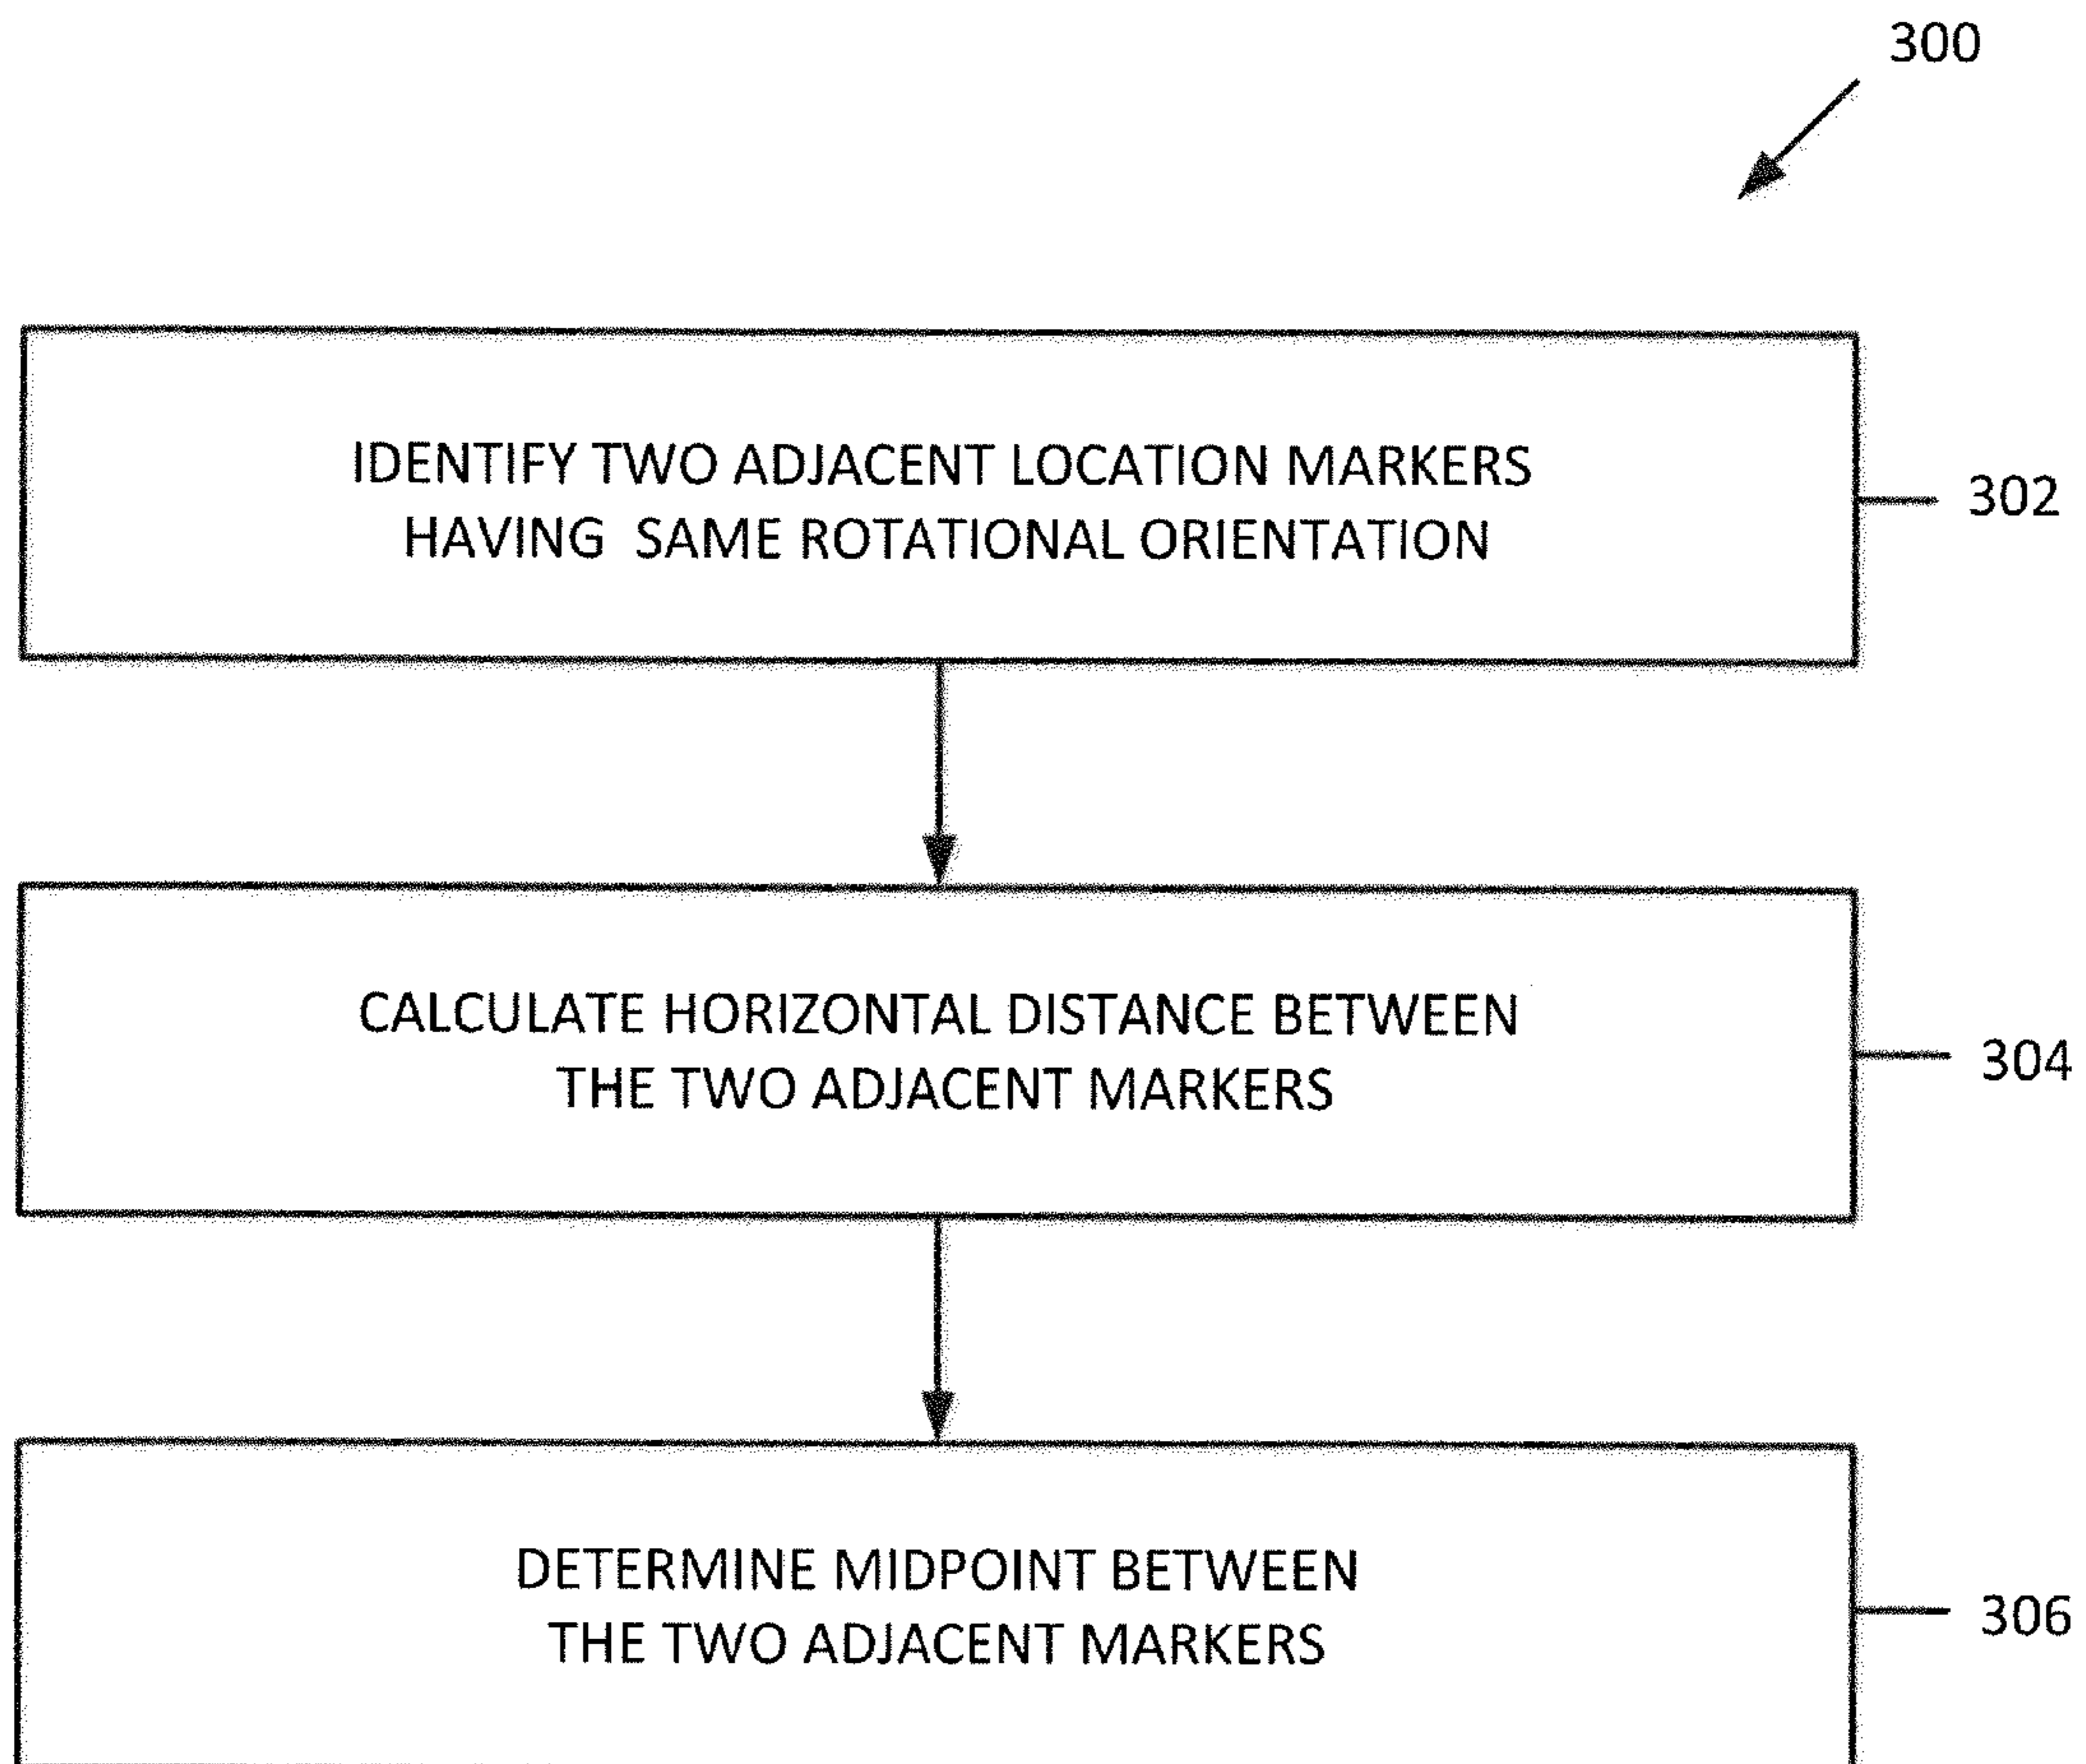 300
IDENTIFY TWO ADJACENT LOCATION MARKERS
HAVING SAME ROTATIONAL ORIENTATION
302
CALCULATE HORIZONTAL DISTANCE BETWEEN
THE TWO ADJACENT MARKERS
304
DETERMINE MIDPOINT BETWEEN
THE TWO ADJACENT MARKERS
306